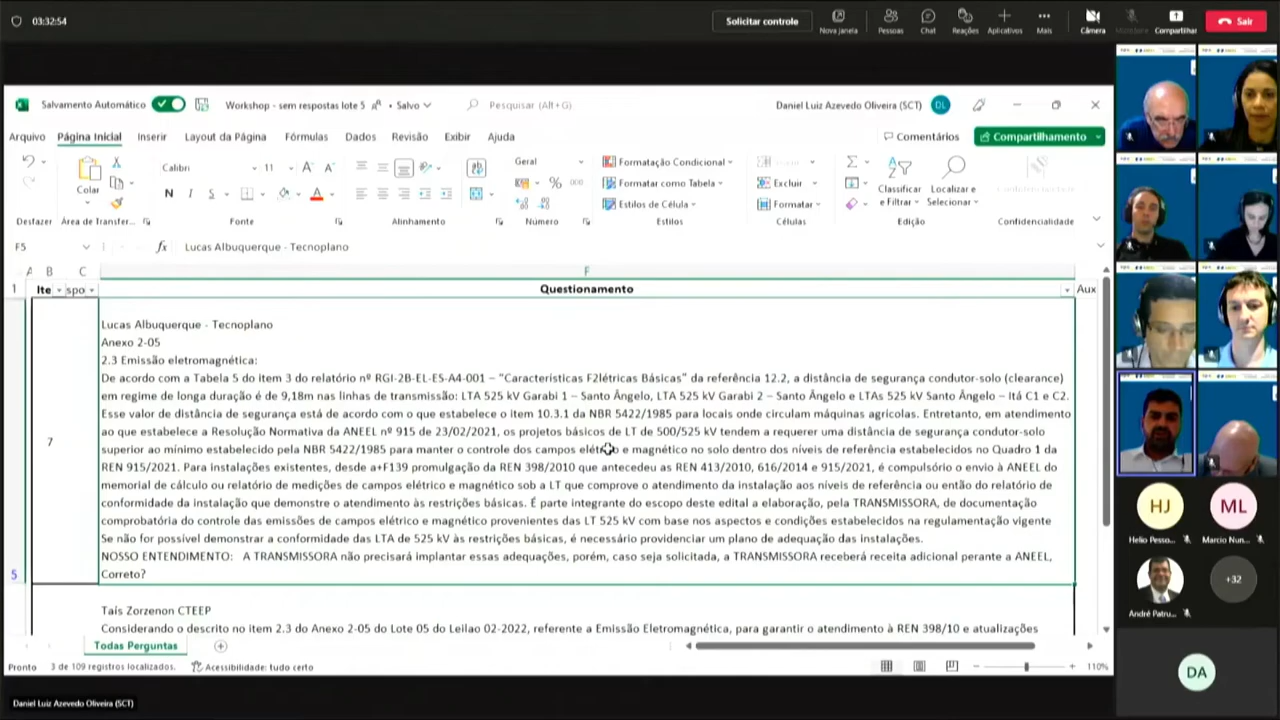 03:32:54
Solicitar controle
Nova janela
Pessoas
Chat
Reações
Aplicativos
Mais
Câmera
Compartilhar
Sair
Salvamento Automático
Workshop - sem respostas lote 5
Salvo
Pesquisar (Alt+G)
Daniel Luiz Azevedo Oliveira (SCT)
DL
Arquivo
Página Inicial
Inserir
Layout da Página
Fórmulas
Dados
Revisão
Exibir
Ajuda
Comentários
Compartilhamento
Colar
Calibri
11
N
I
S
Geral
%
000
Formatação Condicional
Formatar como Tabela
Estilos de Célula
Excluir
Formatar
Classificar
e Filtrar
Localizar e
Selecionar
Desfazer
Área de Transfer...
Fonte
Alinhamento
Número
Estilos
Células
Edição
Confidencialidade
F5
fx
Lucas Albuquerque - Tecnoplano
A
B
C
F
1
Ite
spo
Questionamento
Aux
Lucas Albuquerque - Tecnoplano
Anexo 2-05
2.3 Emissão eletromagnética:
De acordo com a Tabela 5 do item 3 do relatório nº RGI-2B-EL-ES-A4.001 – "Características F2létricas Básicas" da referência 12.2, a distância de segurança condutor-solo (clearance)
em regime de longa duração é de 9,18m nas linhas de transmissão: LTA 525 kV Garabi 1 – Santo Ângelo, LTA 525 kV Garabi 2 – Santo Ângelo e LTAs 525 kV Santo Ângelo – Itá C1 e C2.
Esse valor de distância de segurança está de acordo com o que estabelece o item 10.3.1 da NBR 5422/1985 para locais onde circulam máquinas agrícolas. Entretanto, em atendimento
ao que estabelece a Resolução Normativa da ANEEL nº 915 de 23/02/2021, os projetos básicos de LT de 500/525 kV tendem a requerer uma distância de segurança condutor-solo
superior ao mínimo estabelecido pela NBR 5422/1985 para manter o controle dos campos elétrico e magnético no solo dentro dos níveis de referência estabelecidos no Quadro 1 da
REN 915/2021. Para instalações existentes, desde a+F139 promulgação da REN 398/2010 que antecedeu as REN 413/2010, 616/2014 e 915/2021, é compulsório o envio à ANEEL do
memorial de cálculo ou relatório de medições de campos elétrico e magnético sob a LT que comprove o atendimento da instalação aos níveis de referência ou então do relatório de
conformidade da instalação que demonstre o atendimento às restrições básicas. É parte integrante do escopo deste edital a elaboração, pela TRANSMISSORA, de documentação
comprobatória do controle das emissões de campos elétrico e magnético provenientes das LT 525 kV com base nos aspectos e condições estabelecidos na regulamentação vigente
Se não for possível demonstrar a conformidade das LTA de 525 kV às restrições básicas, é necessário providenciar um plano de adequação das instalações.
NOSSO ENTENDIMENTO: A TRANSMISSORA não precisará implantar essas adequações, porém, caso seja solicitada, a TRANSMISSORA receberá receita adicional perante a ANEEL,
Correto?
7
5
Taís Zorzenon CTEEP
Considerando o descrito no item 2.3 do Anexo 2-05 do Lote 05 do Leilao 02-2022, referente a Emissão Eletromagnética, para garantir o atendimento à REN 398/10 e atualizações
Todas Perguntas
Pronto
3 de 109 registros localizados.
Acessibilidade: tudo certo
110%
HJ
ML
Helio Pesso...
Marcio Nun...
André Patru...
+32
DA
Daniel Luiz Azevedo Oliveira (SCT)